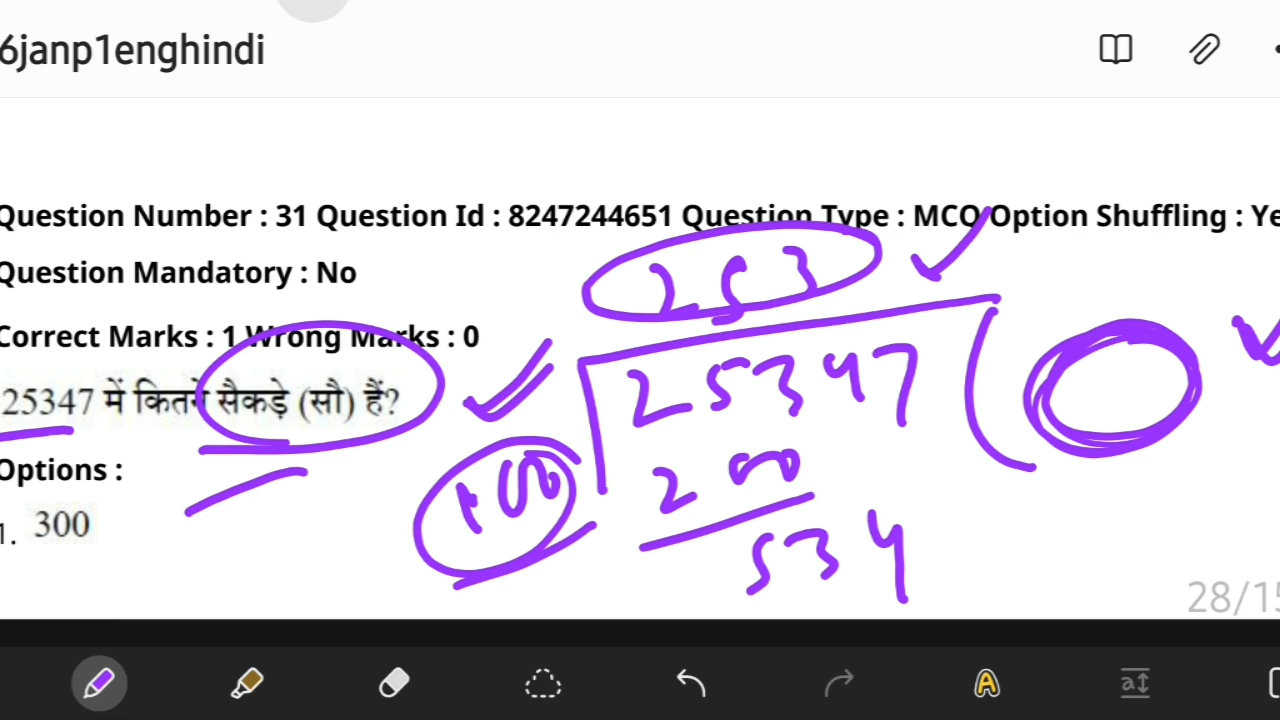 6janp1enghindi
Question Number : 31 Question Id : 8247244651 Question Type : MCQ Option Shuffling : Ye
Question Mandatory : No
253
Correct Marks : 1 Wrong Marks : 0
25347 में कितने सैकड़े (सौ) हैं?
25347
100
200
534
Options :
1. 300
28/15
A
a